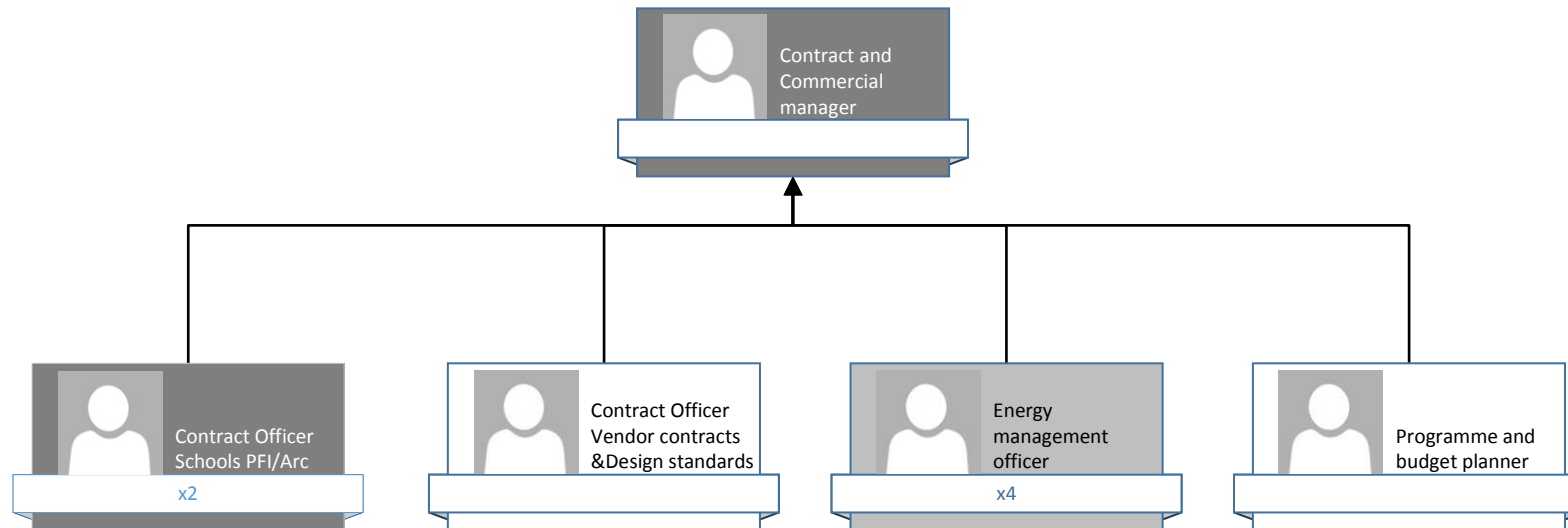 Contract and
Commercial
manager
Contract Officer
Schools PFI/Arc
x2
Contract Officer
Vendor contracts
&Design standards
Energy
management
officer
x4
Programme and
budget planner